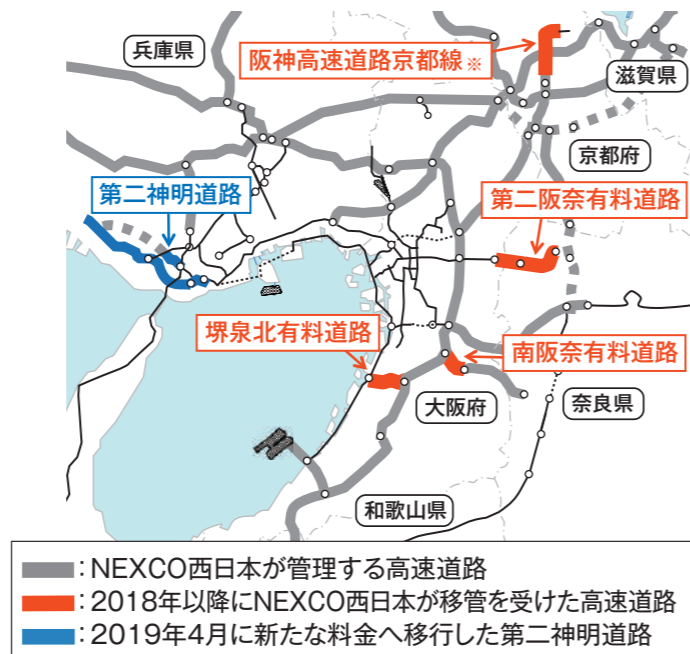 兵庫県
阪神高速道路京都線※
滋賀県
京都府
第二神明道路
第二阪奈有料道路
堺泉北有料道路
南阪奈有料道路
大阪府
奈良県
和歌山県
：NEXCO西日本が管理する高速道路
：2018年以降にNEXCO西日本が移管を受けた高速道路
：2019年4月に新たな料金へ移行した第二神明道路